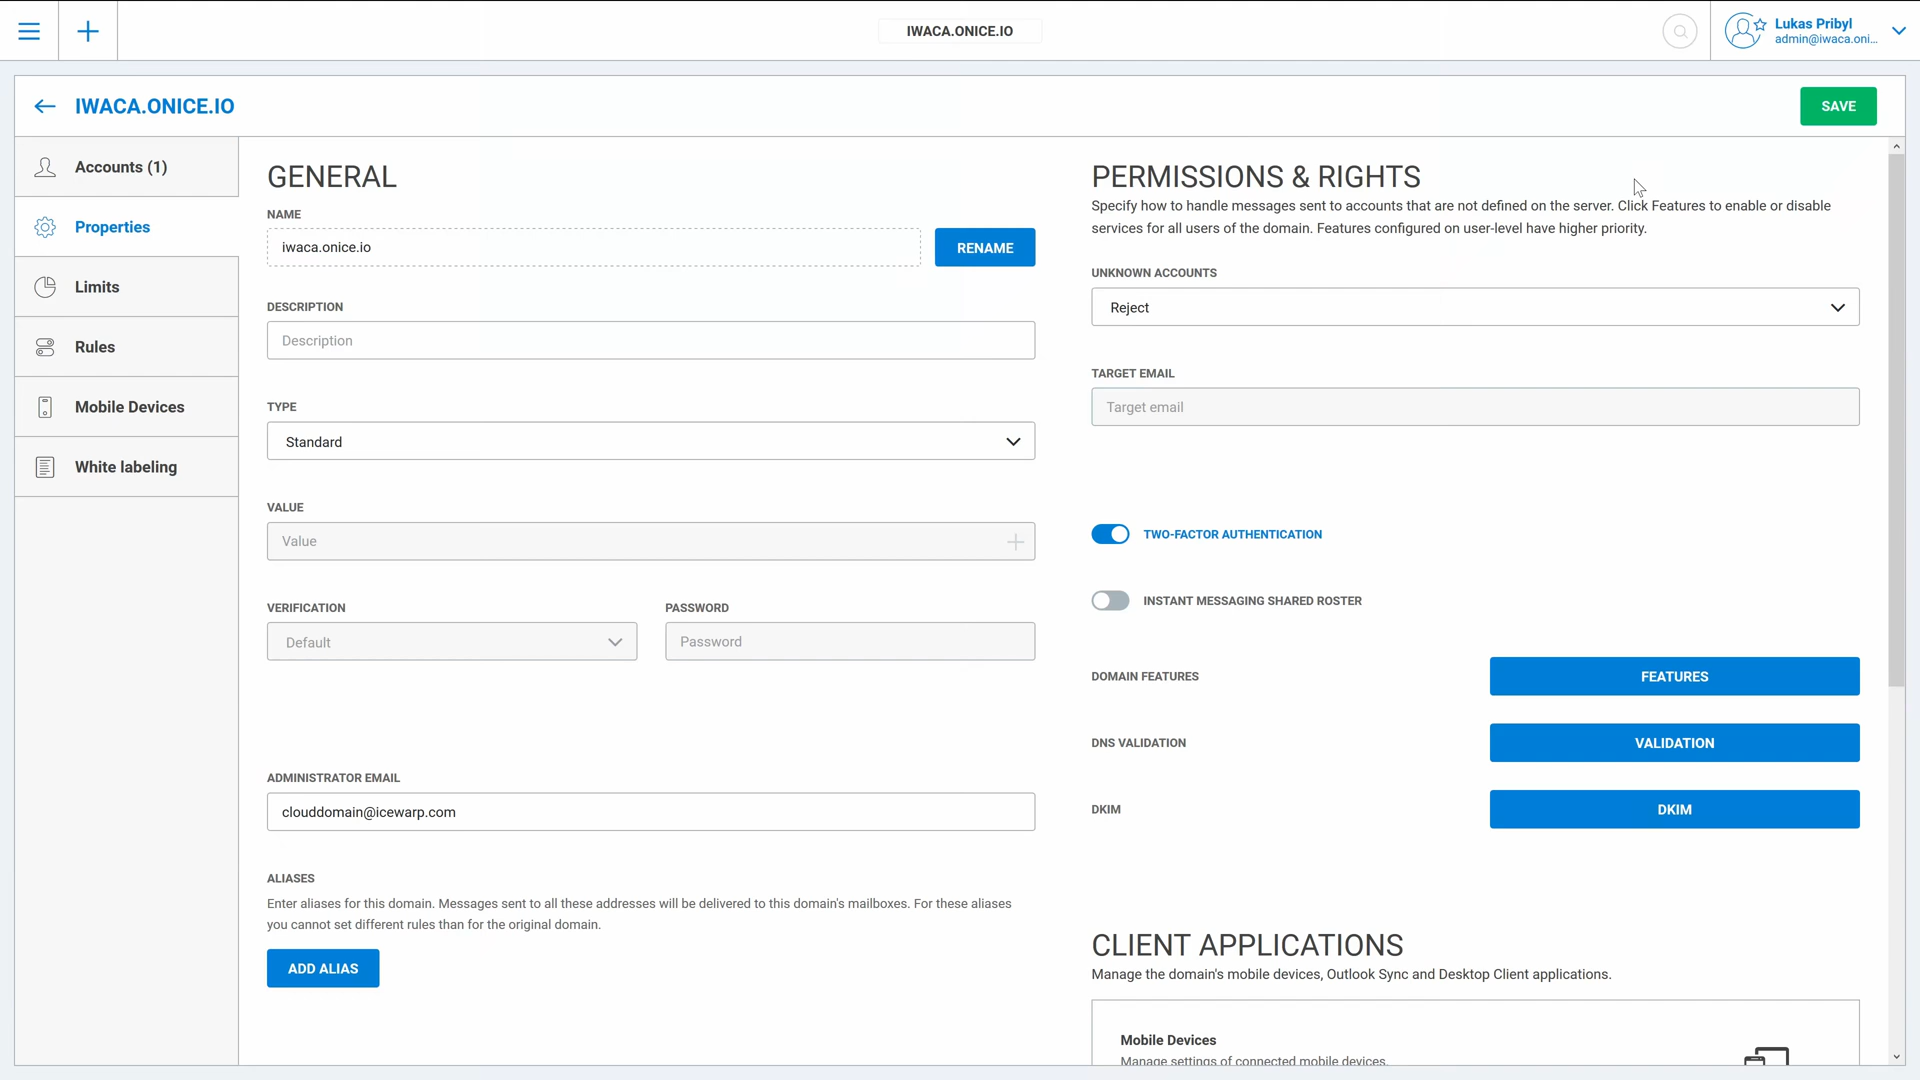 IWACA.ONICE.IO
Lukas Pribyl
admin@iwaca.oni...
IWACA.ONICE.IO
SAVE
Accounts (1)
Properties
Limits
Rules
Mobile Devices
White labeling
GENERAL
NAME
iwaca.onice.io
RENAME
DESCRIPTION
Description
TYPE
Standard
VALUE
Value
VERIFICATION
PASSWORD
Default
Password
ADMINISTRATOR EMAIL
clouddomain@icewarp.com
ALIASES
Enter aliases for this domain. Messages sent to all these addresses will be delivered to this domain's mailboxes. For these aliases
you cannot set different rules than for the original domain.
ADD ALIAS
PERMISSIONS & RIGHTS
Specify how to handle messages sent to accounts that are not defined on the server. Click Features to enable or disable
services for all users of the domain. Features configured on user-level have higher priority.
UNKNOWN ACCOUNTS
Reject
TARGET EMAIL
Target email
TWO-FACTOR AUTHENTICATION
INSTANT MESSAGING SHARED ROSTER
DOMAIN FEATURES
FEATURES
DNS VALIDATION
VALIDATION
DKIM
DKIM
CLIENT APPLICATIONS
Manage the domain's mobile devices, Outlook Sync and Desktop Client applications.
Mobile Devices
Manage settings of connected mobile devices.